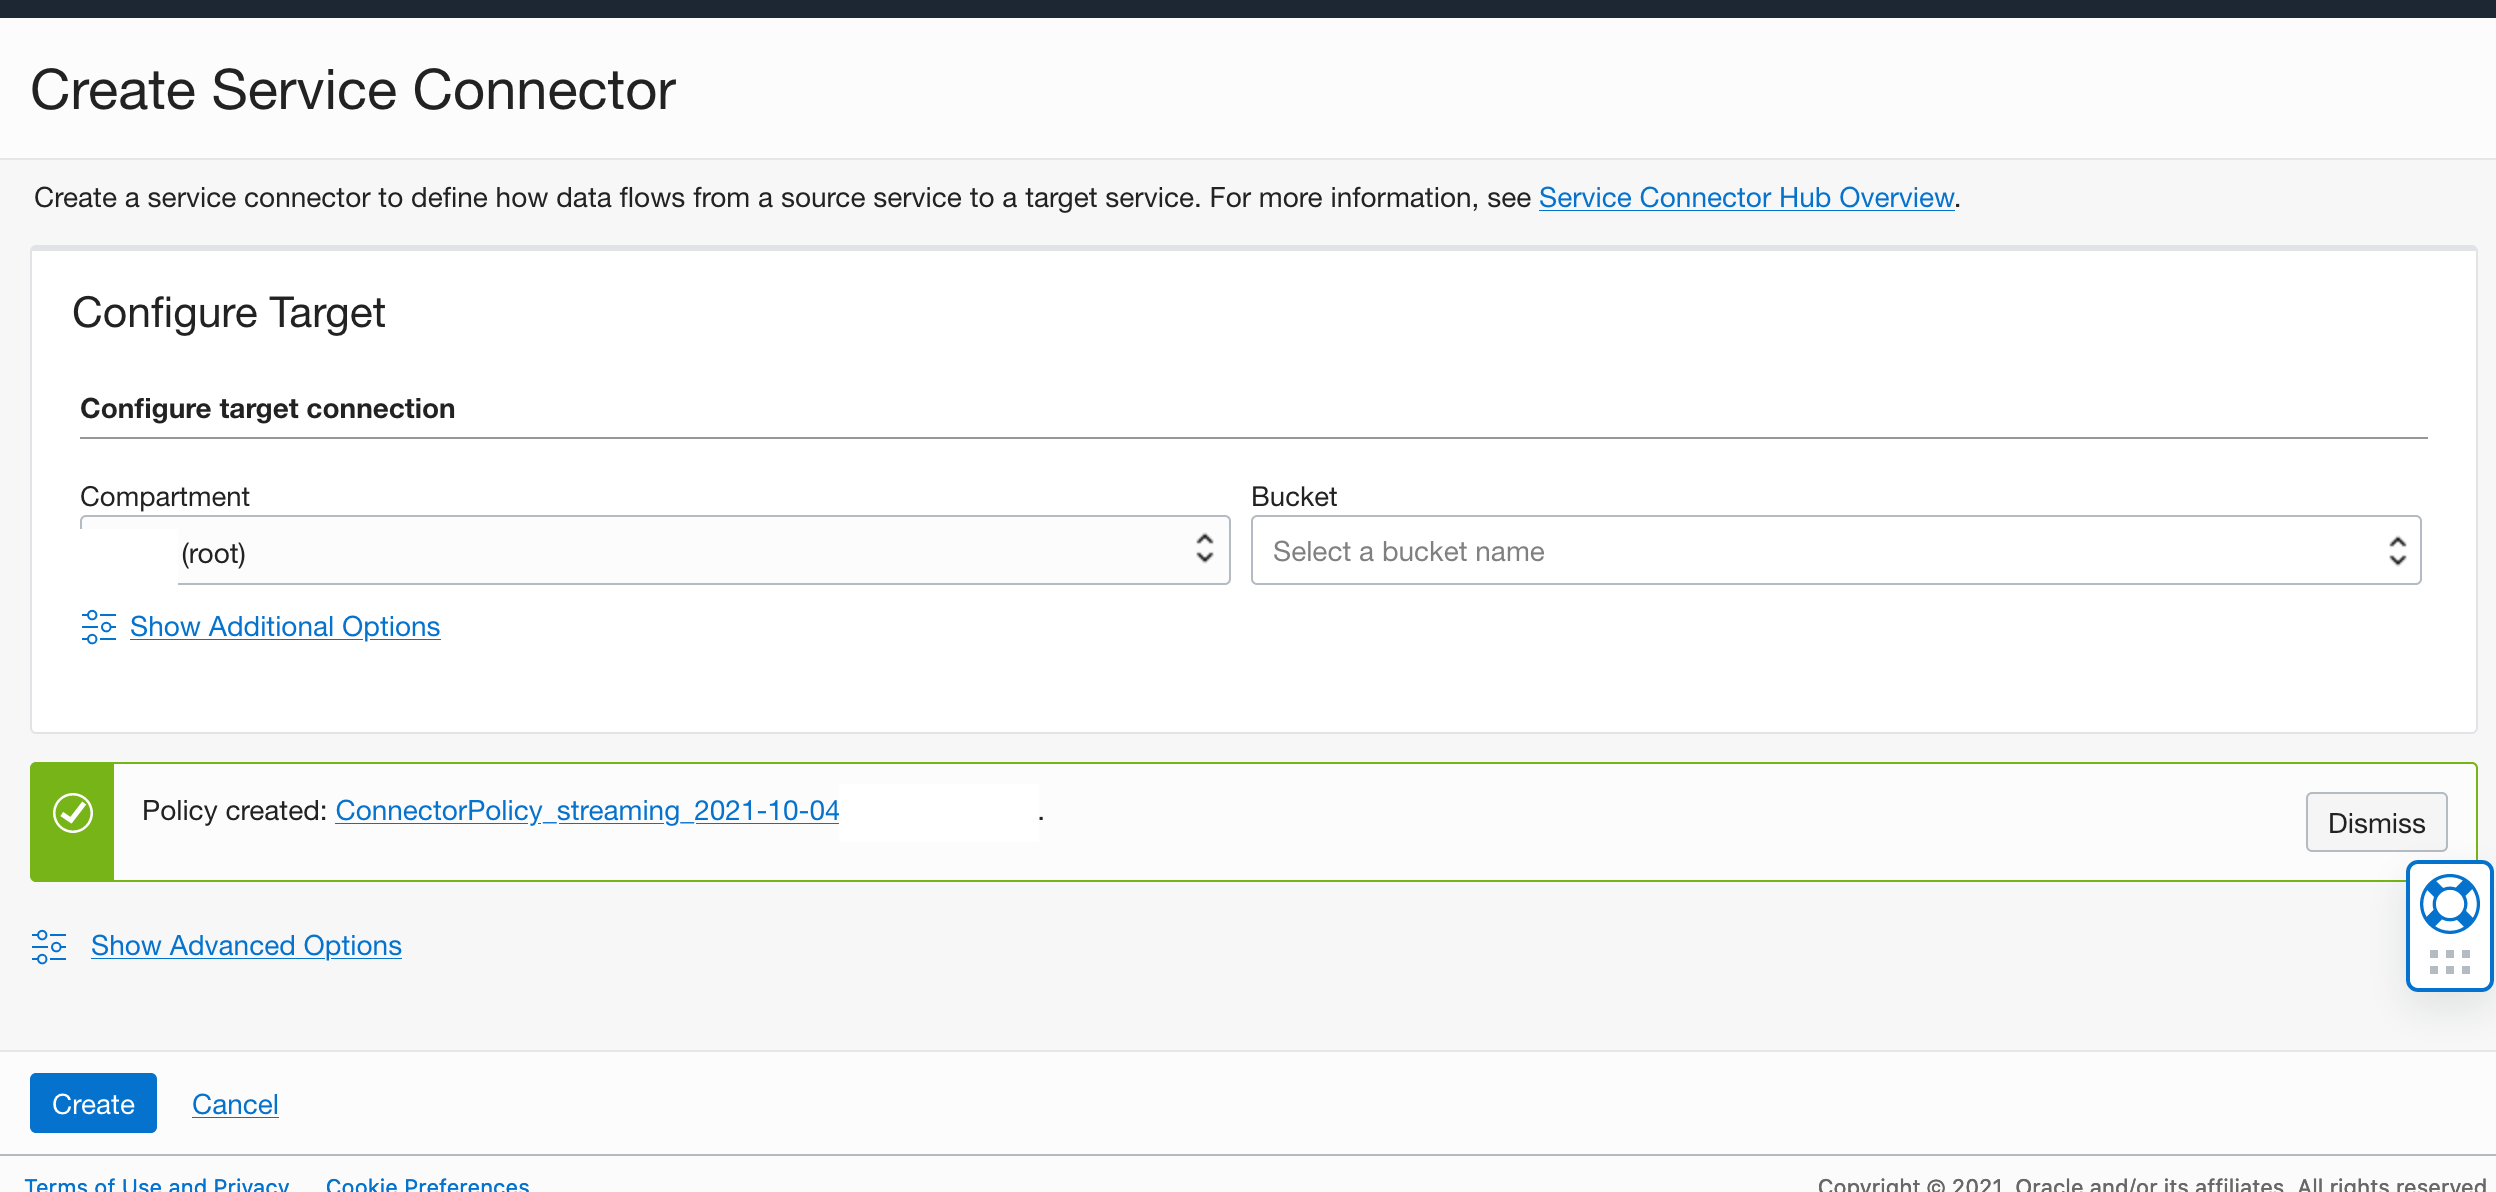 Create Service Connector
Create a service connector to define how data flows from a source service to a target service. For more information, see Service Connector Hub Overview.
Configure Target
Configure target connection
Compartment
Bucket
(root)
Select a bucket name
Show Additional Options
Policy created: ConnectorPolicy_streaming_2021-10-04 .
Dismiss
Show Advanced Options
Create
Cancel
Terms of Use and Privacy
Cookie Preferences
Copyright © 2021, Oracle and/or its affiliates. All rights reserved.